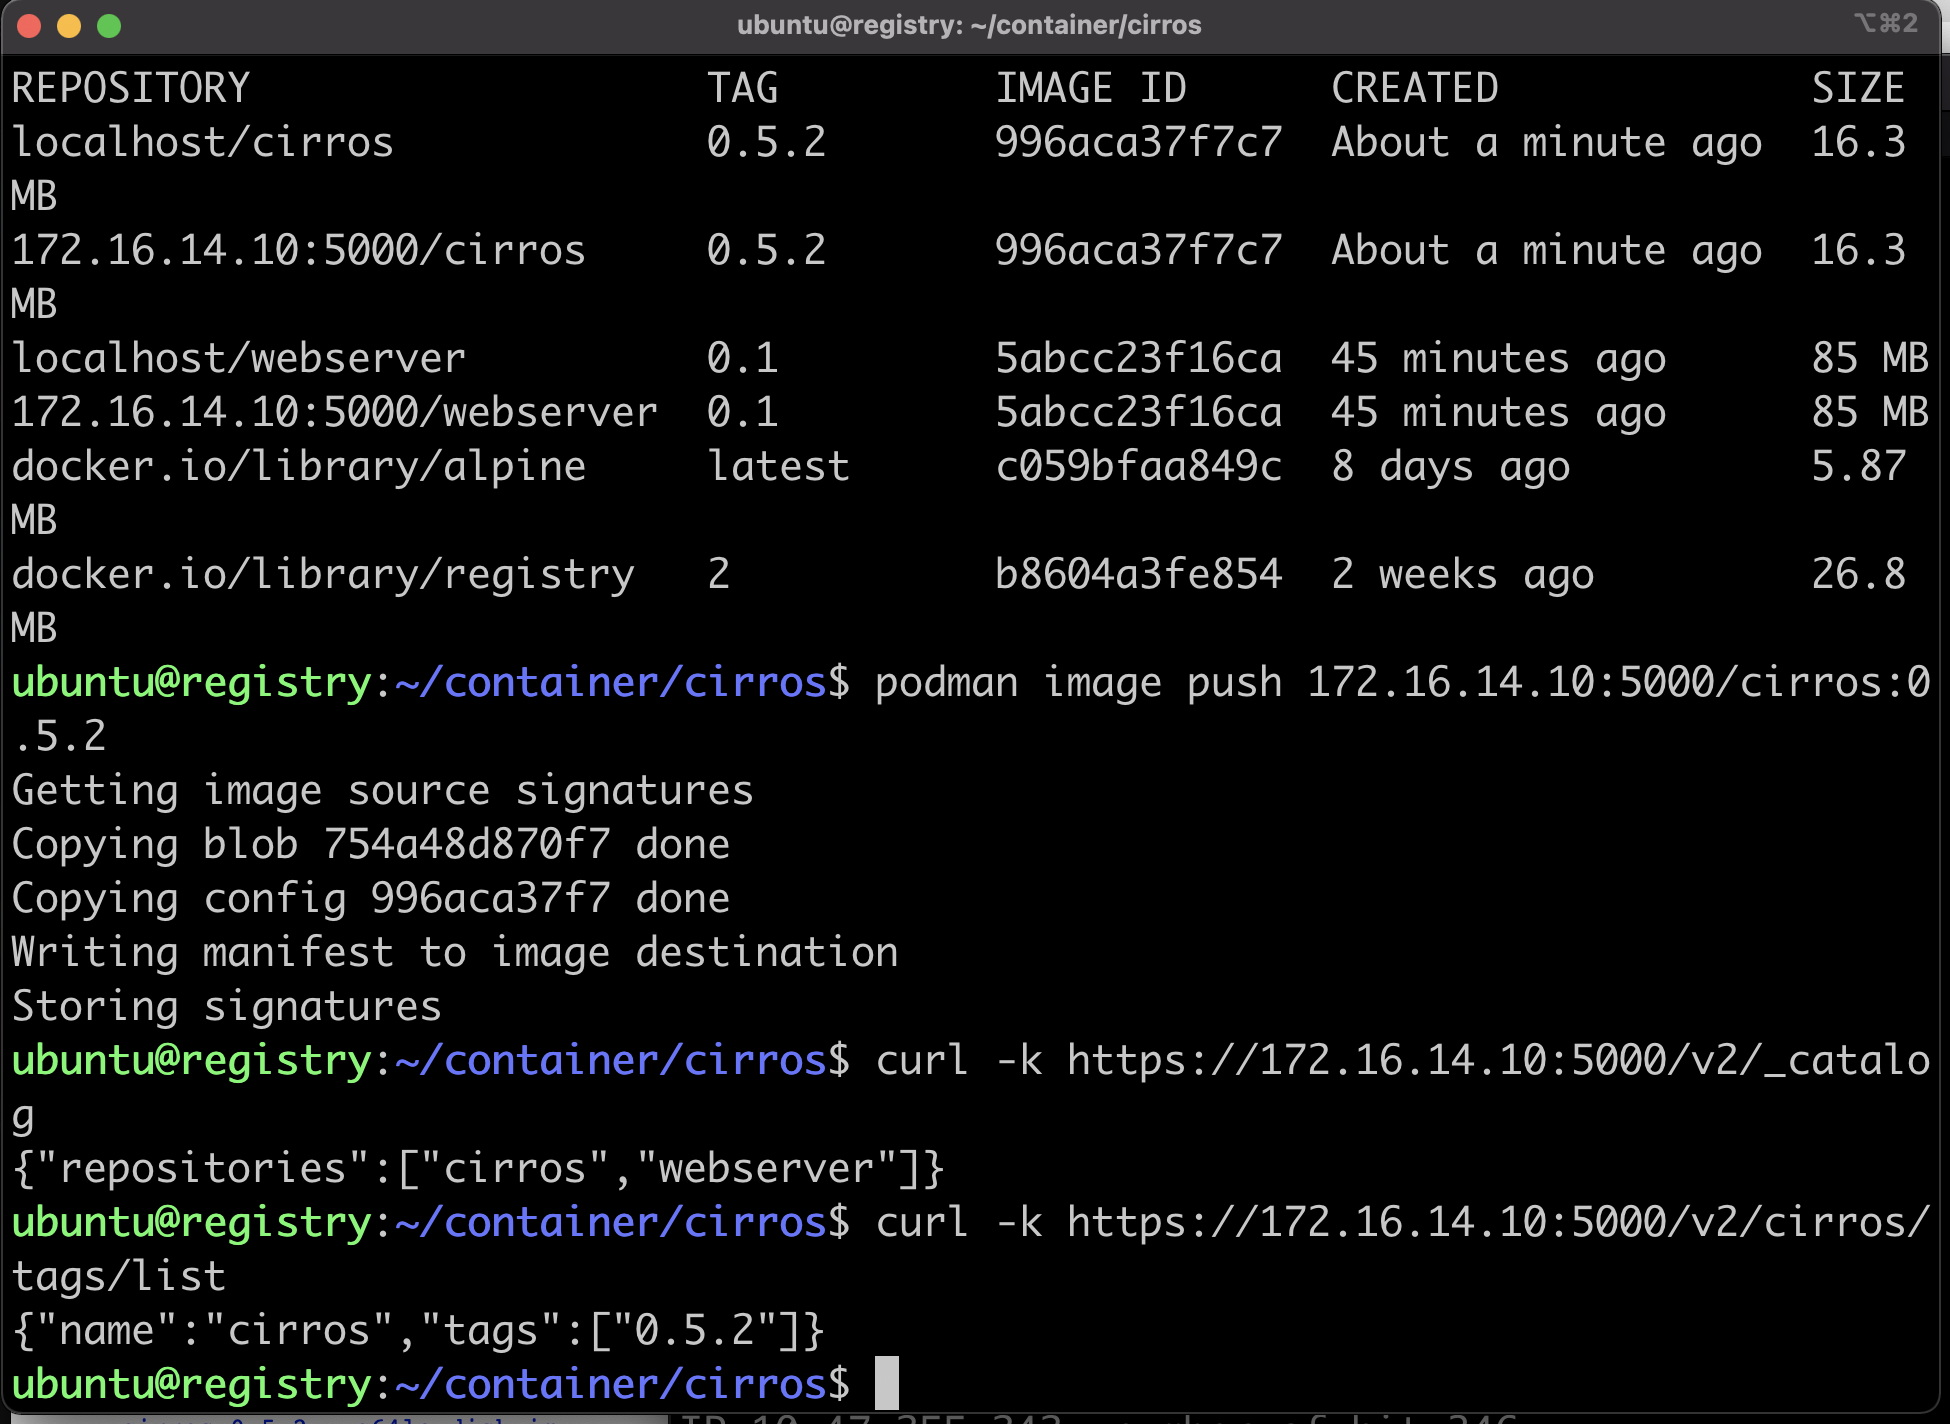 ubuntu@registry: ~/container/cirros ⌥⌘2
REPOSITORY TAG IMAGE ID CREATED SIZE
localhost/cirros 0.5.2 996aca37f7c7 About a minute ago 16.3
MB
172.16.14.10:5000/cirros 0.5.2 996aca37f7c7 About a minute ago 16.3
MB
localhost/webserver 0.1 5abcc23f16ca 45 minutes ago 85 MB
172.16.14.10:5000/webserver 0.1 5abcc23f16ca 45 minutes ago 85 MB
docker.io/library/alpine latest c059bfaa849c 8 days ago 5.87
MB
docker.io/library/registry 2 b8604a3fe854 2 weeks ago 26.8
MB
ubuntu@registry:~/container/cirros$ podman image push 172.16.14.10:5000/cirros:0
.5.2
Getting image source signatures
Copying blob 754a48d870f7 done
Copying config 996aca37f7 done
Writing manifest to image destination
Storing signatures
ubuntu@registry:~/container/cirros$ curl -k https://172.16.14.10:5000/v2/_catalo
g
{"repositories":["cirros","webserver"]}
ubuntu@registry:~/container/cirros$ curl -k https://172.16.14.10:5000/v2/cirros/
tags/list
{"name":"cirros","tags":["0.5.2"]}
ubuntu@registry:~/container/cirros$